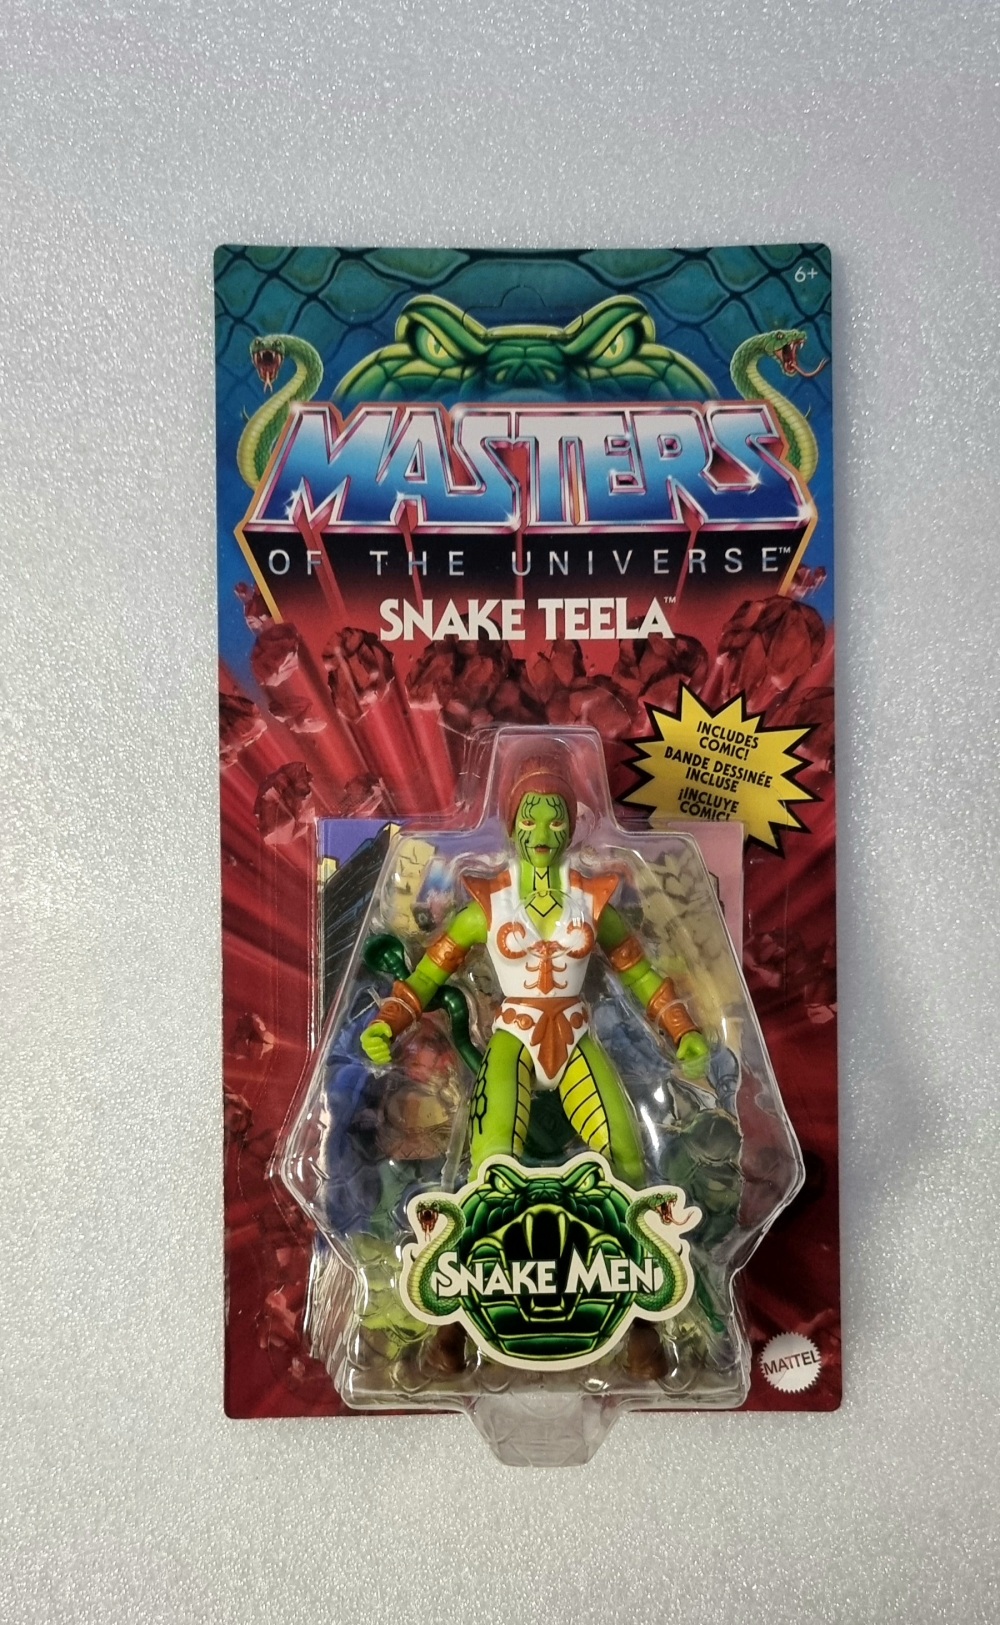 6+
MASTERS
OF THE UNIVERSE™
SNAKE TEELA™
INCLUDES
COMIC!
BANDE DESSINÉE
INCLUSE
¡INCLUYE
CÓMIC!
SNAKE MEN
MATTEL